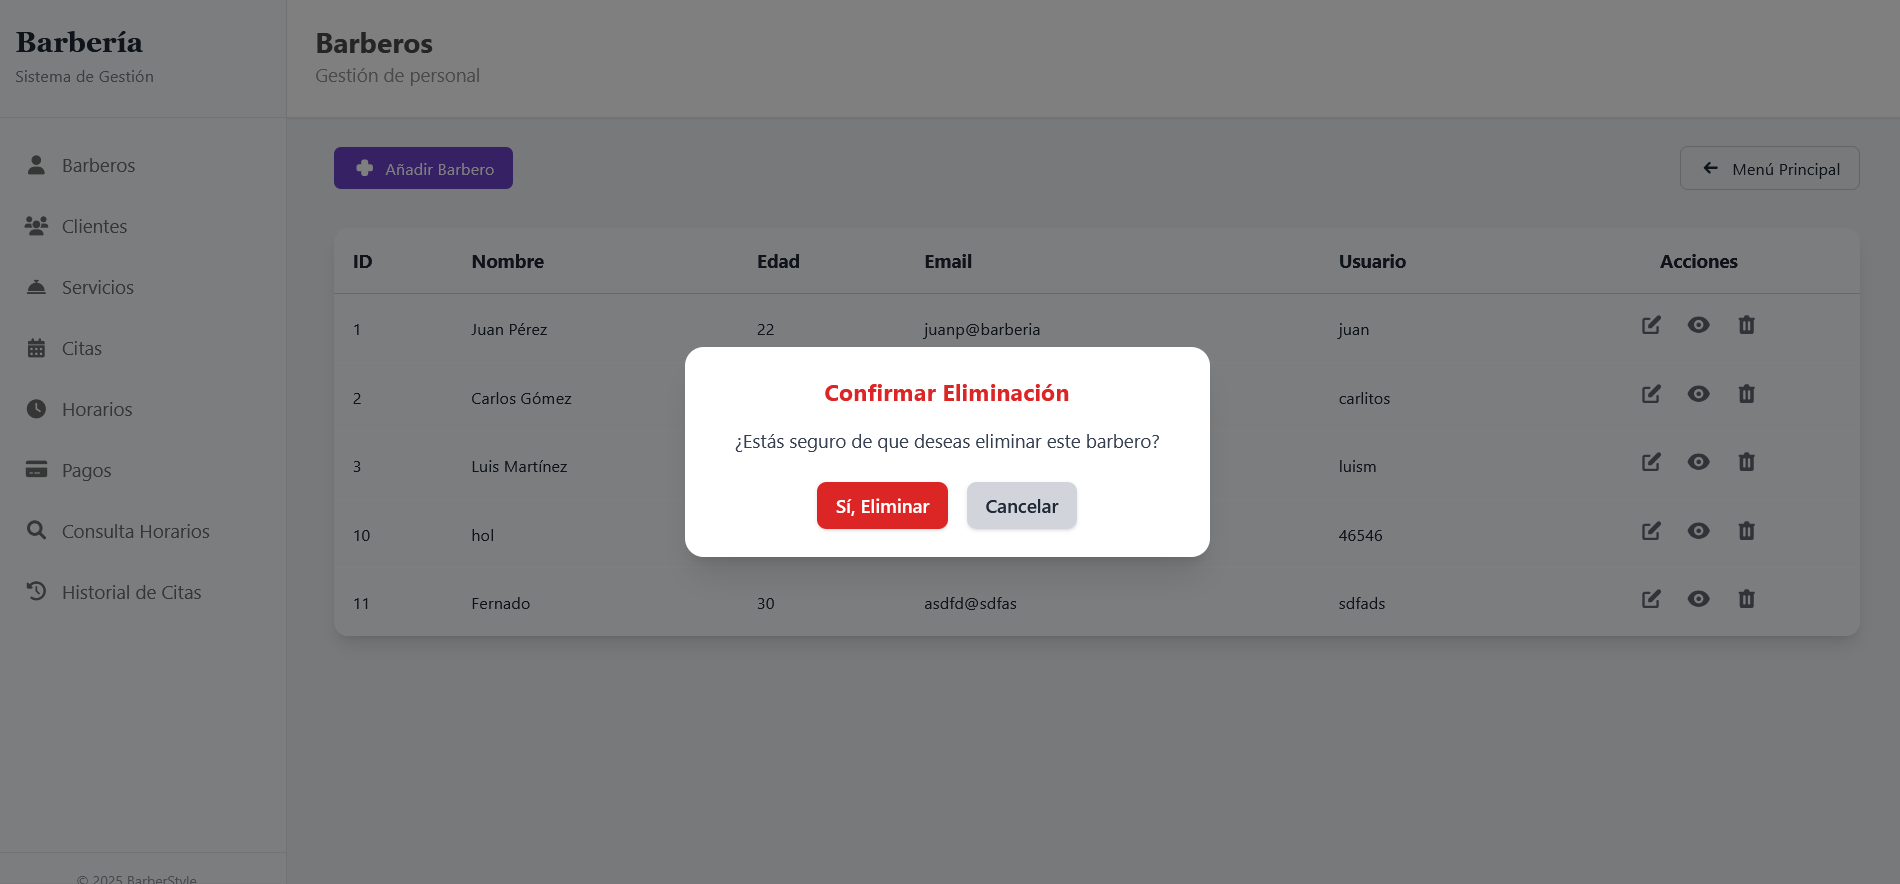 Barbería
Sistema de Gestión
Barberos
Clientes
Servicios
Citas
Horarios
Pagos
Consulta Horarios
Historial de Citas
© 2025 BarberStyle
Barberos
Gestión de personal
Añadir Barbero
Menú Principal
ID Nombre Edad Email Usuario Acciones
1 Juan Pérez 22 juanp@barberia juan
2 Carlos Gómez carlitos
3 Luis Martínez luism
10 hol 46546
11 Fernado 30 asdfd@sdfas sdfads
Confirmar Eliminación
¿Estás seguro de que deseas eliminar este barbero?
Sí, Eliminar Cancelar